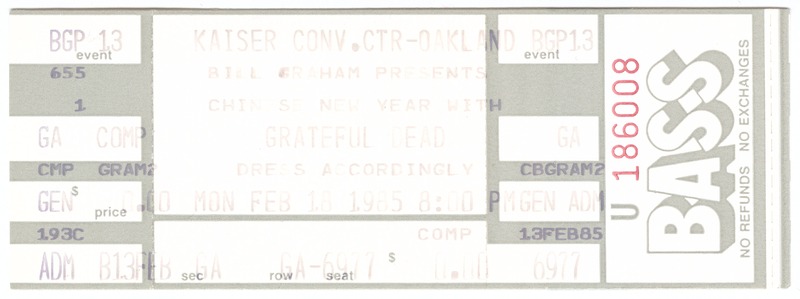 BGP 13 KAISER CONV.CTR-OAKLAND BGP13
event event
655 BILL GRAHAM PRESENTS
1 CHINESE NEW YEAR WITH
GA COMP GRATEFUL DEAD GA
CMP GRAM2 DRESS ACCORDINGLY CBGRAM2
GEN $ 0.00 MON FEB 18 1985 8:00 PM GEN ADM
price
193C COMP 13FEB85
ADM B13FEB GA GA-6977 $ 0.00 6977
sec row seat
U 186008
BASS
NO REFUNDS NO EXCHANGES